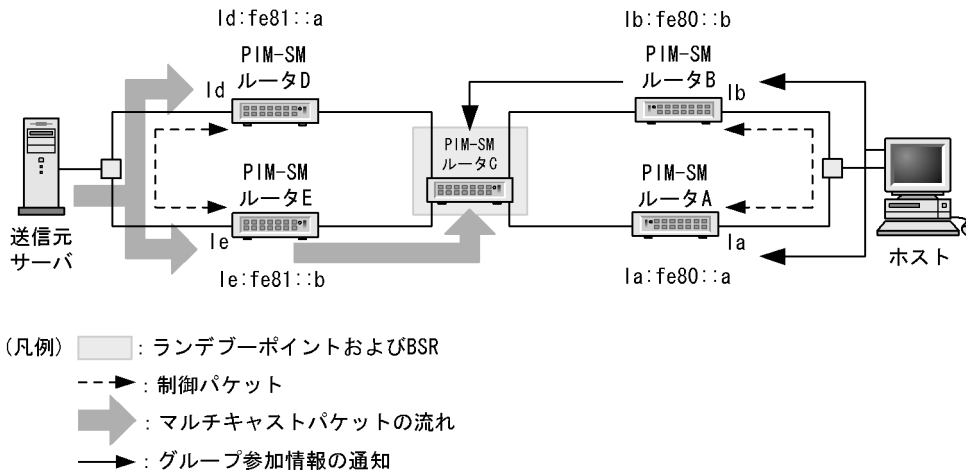 Id:fe81::a
Ib:fe80::b
PIM-SM
ルータD
Id
PIM-SM
ルータB
Ib
PIM-SM
ルータC
PIM-SM
ルータE
Ie
PIM-SM
ルータA
Ia
送信元
サーバ
ホスト
Ie:fe81::b
Ia:fe80::a
(凡例)
: ランデブーポイントおよびBSR
: 制御パケット
: マルチキャストパケットの流れ
: グループ参加情報の通知